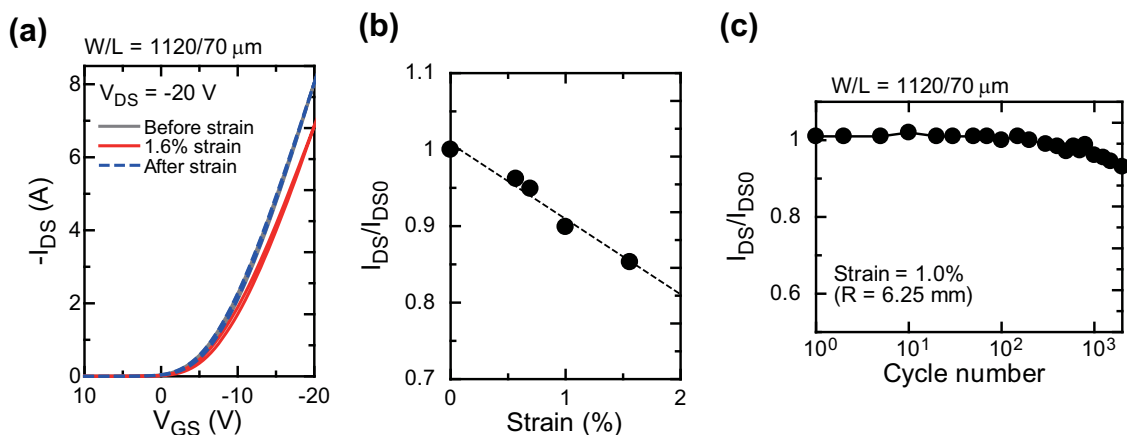 (a)
W/L = 1120/70 μm
V_DS = -20 V
Before strain
1.6% strain
After strain
-I_DS (A)
8
6
4
2
0
10
0
-10
-20
V_GS (V)
(b)
I_DS/I_DS0
1.1
1
0.9
0.8
0.7
0
1
2
Strain (%)
(c)
W/L = 1120/70 μm
I_DS/I_DS0
1
0.8
0.6
Strain = 1.0%
(R = 6.25 mm)
10^0
10^1
10^2
10^3
Cycle number